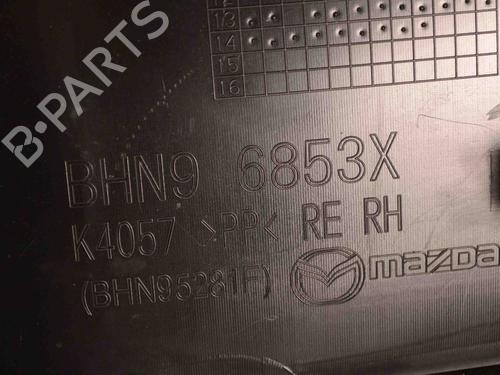 13
14
15
16
B-PARTS
BHN9 6853X
K4057 >PP< RE RH
(BHN95281F)
mazda